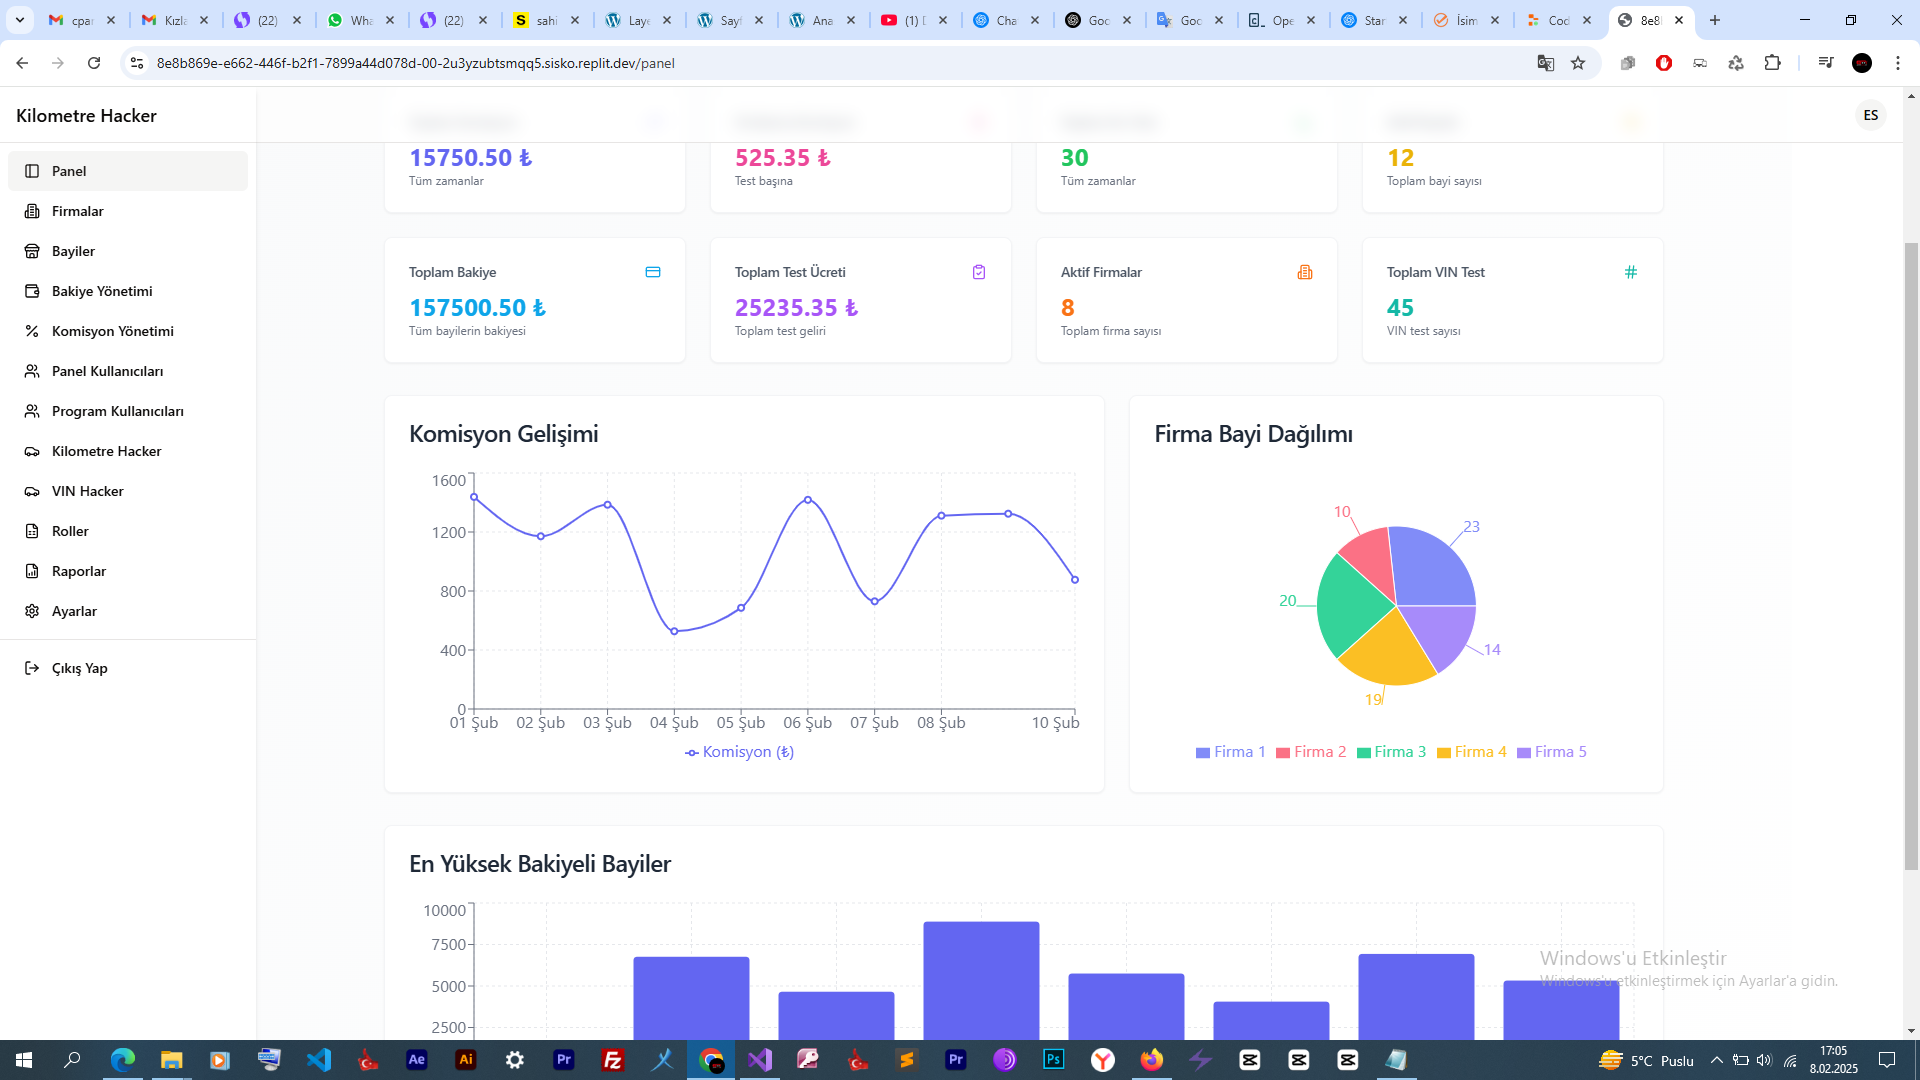 cpan
Kızla
(22)
Wha
(22)
sahi
Laye
Sayf
Ana
(1) D
Cha
Goo
Goo
Ope
Star
İsim
Cod
8e8b
8e8b869e-e662-446f-b2f1-7899a44d078d-00-2u3yzubtsmqq5.sisko.replit.dev/panel
Kilometre Hacker
ES
Panel
Firmalar
Bayiler
Bakiye Yönetimi
Komisyon Yönetimi
Panel Kullanıcıları
Program Kullanıcıları
Kilometre Hacker
VIN Hacker
Roller
Raporlar
Ayarlar
Çıkış Yap
15750.50 ₺
Tüm zamanlar
525.35 ₺
Test başına
30
Tüm zamanlar
12
Toplam bayi sayısı
Toplam Bakiye
157500.50 ₺
Tüm bayilerin bakiyesi
Toplam Test Ücreti
25235.35 ₺
Toplam test geliri
Aktif Firmalar
8
Toplam firma sayısı
Toplam VIN Test
45
VIN test sayısı
Komisyon Gelişimi
1600
1200
800
400
0
01 Şub 02 Şub 03 Şub 04 Şub 05 Şub 06 Şub 07 Şub 08 Şub 10 Şub
Komisyon (₺)
Firma Bayi Dağılımı
10
23
20
14
19
Firma 1 Firma 2 Firma 3 Firma 4 Firma 5
En Yüksek Bakiyeli Bayiler
10000
7500
5000
2500
Windows'u Etkinleştir
Windows'u etkinleştirmek için Ayarlar'a gidin.
5°C Puslu
17:05
8.02.2025